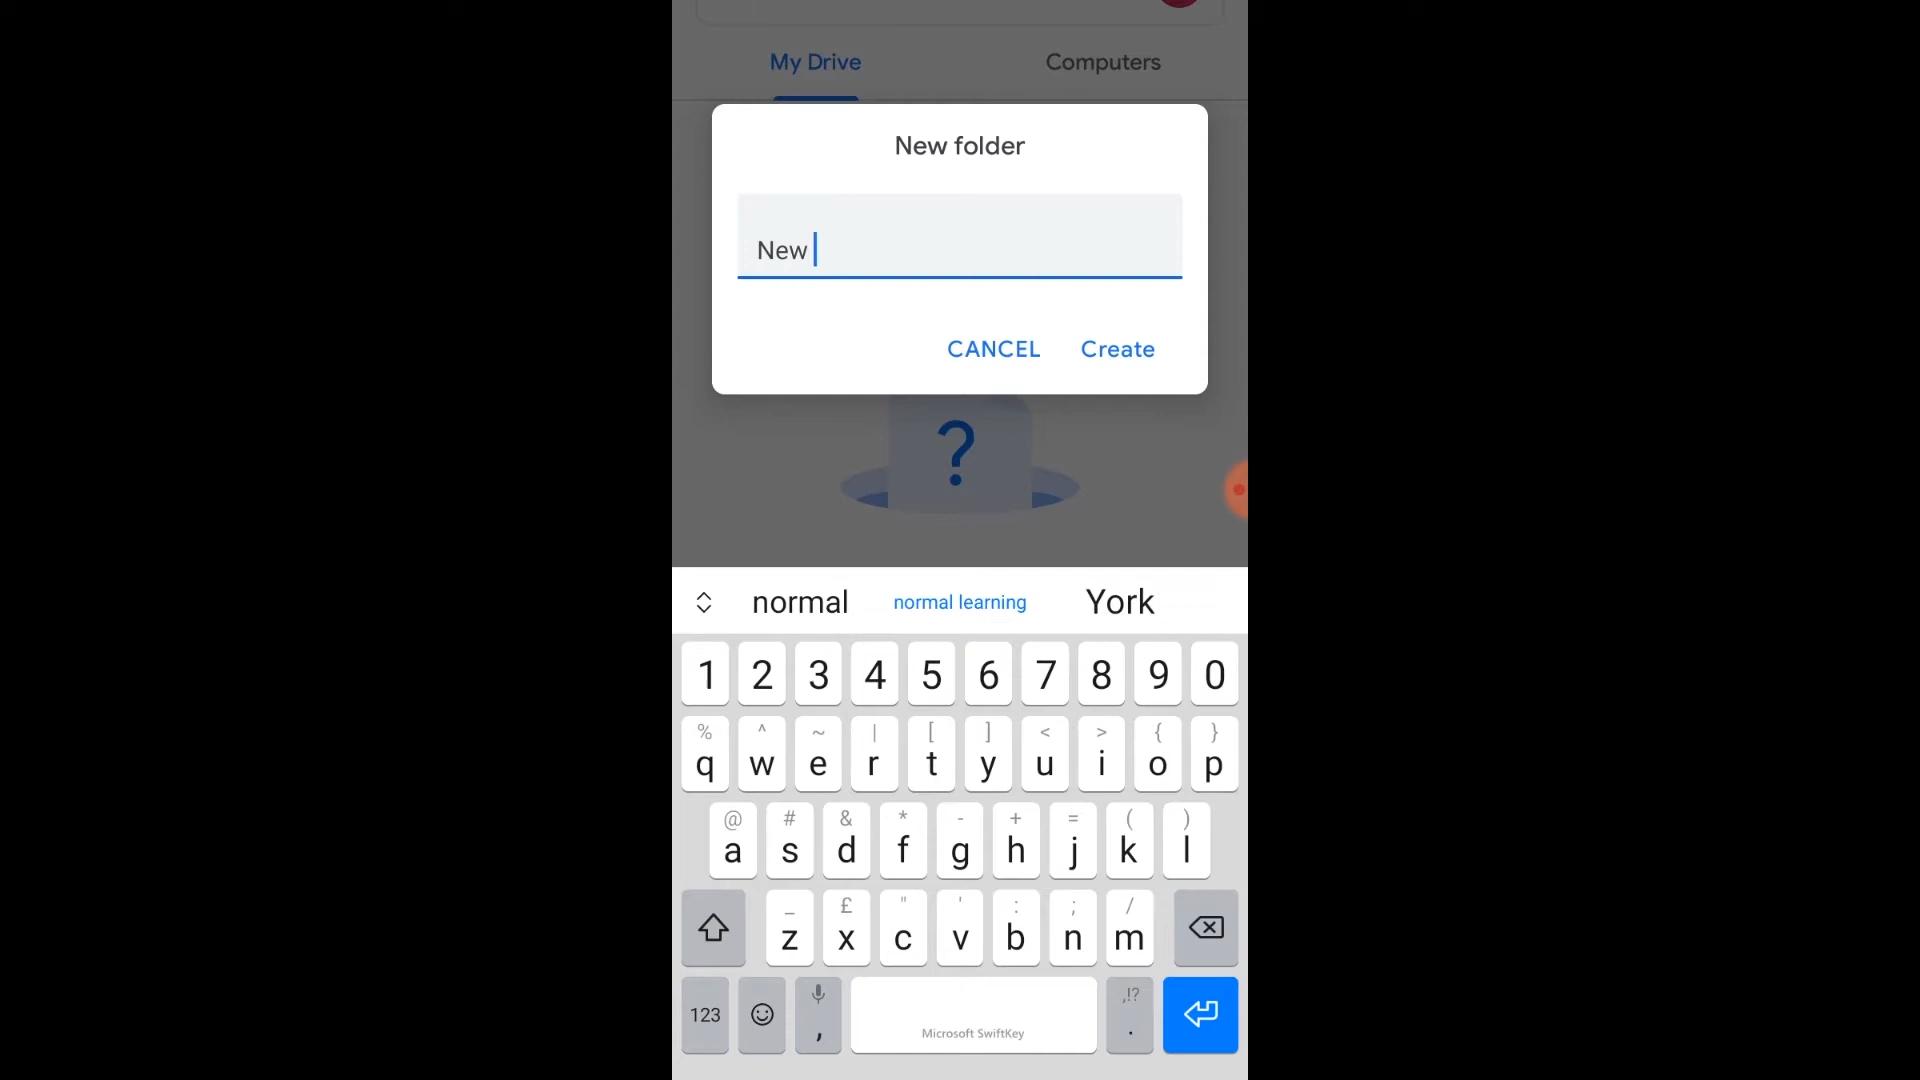 My Drive Computers
New folder
New
CANCEL Create
?
normal normal learning York
1 2 3 4 5 6 7 8 9 0
% ^ ~ | [ ] < > { }
q w e r t y u i o p
@ # & * - + = ( )
a s d f g h j k l
_ £ " ' : ; /
z x c v b n m
,!?
123 , Microsoft SwiftKey .